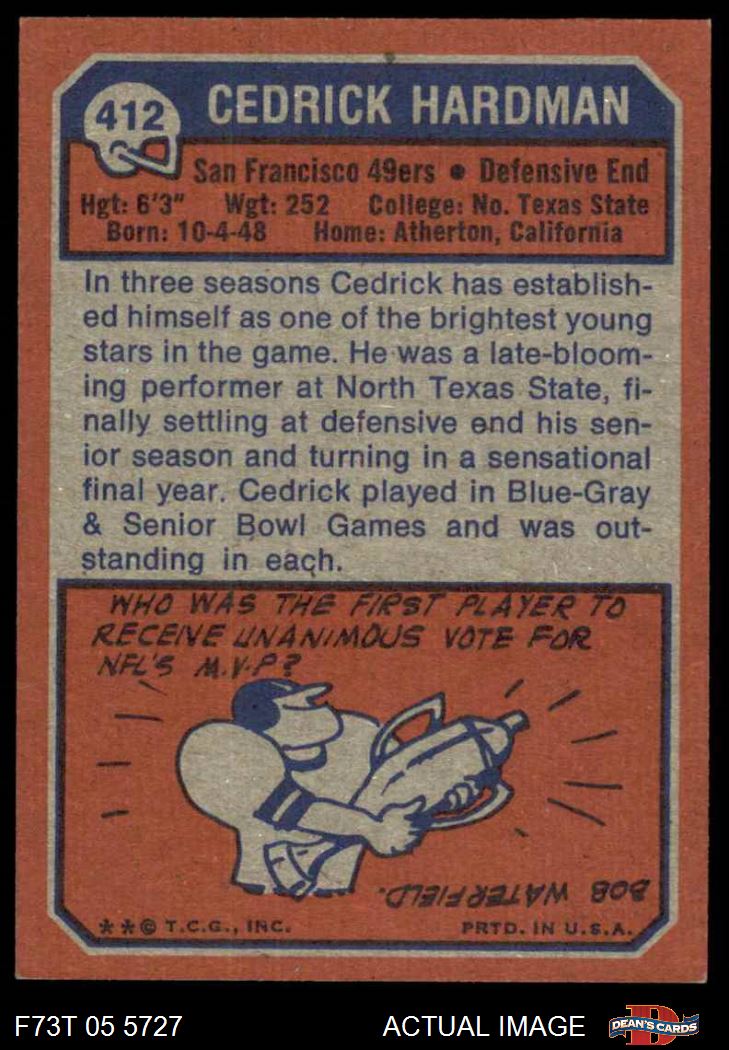 412
CEDRICK HARDMAN
San Francisco 49ers • Defensive End
Hgt: 6'3" Wgt: 252 College: No. Texas State
Born: 10-4-48 Home: Atherton, California
In three seasons Cedrick has establish-
ed himself as one of the brightest young
stars in the game. He was a late-bloom-
ing performer at North Texas State, fi-
nally settling at defensive end his sen-
ior season and turning in a sensational
final year. Cedrick played in Blue-Gray
& Senior Bowl Games and was out-
standing in each.
WHO WAS THE FIRST PLAYER TO
RECEIVE UNANIMOUS VOTE FOR
NFL'S M.V.P?
BOB WATERFIELD.
* * © T.C.G., INC. PRTD. IN U.S.A.
F73T 05 5727 ACTUAL IMAGE
D
DEAN'S CARDS